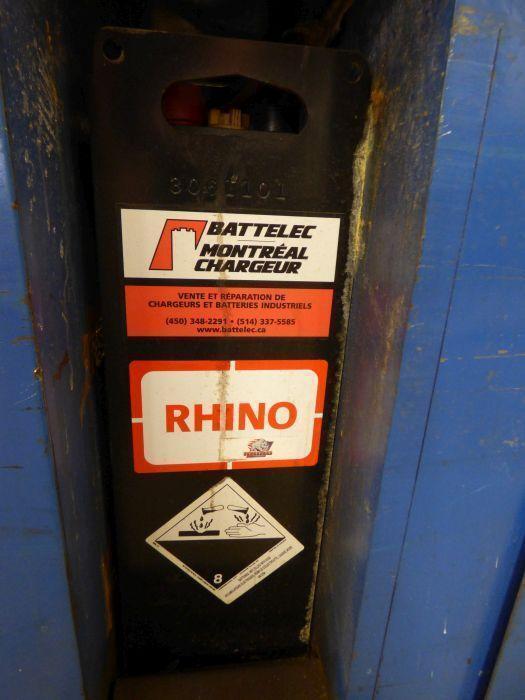 BATTELEC
MONTRÉAL
CHARGEUR
VENTE ET RÉPARATION DE
CHARGEURS ET BATTERIES INDUSTRIELS
(450) 348-2291 • (514) 337-5585
www.battelec.ca
RHINO
8